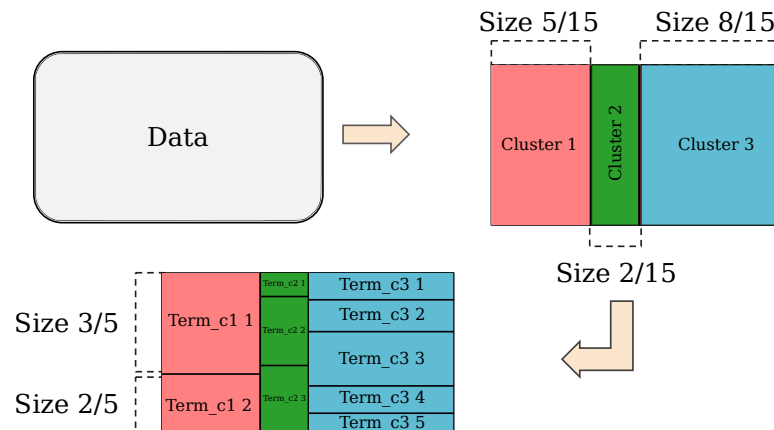 Size 5/15
Size 8/15
Data
Cluster 1
Cluster 2
Cluster 3
Size 2/15
Size 3/5
Size 2/5
Term_c1 1
Term_c1 2
Term_c2 1
Term_c2 2
Term_c2 3
Term_c3 1
Term_c3 2
Term_c3 3
Term_c3 4
Term_c3 5